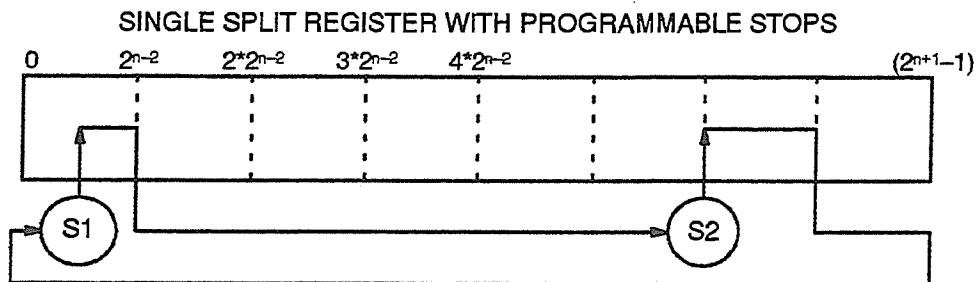 SINGLE SPLIT REGISTER WITH PROGRAMMABLE STOPS
0 2ⁿ⁻² 2*2ⁿ⁻² 3*2ⁿ⁻² 4*2ⁿ⁻² (2ⁿ⁺¹–1)
S1 S2